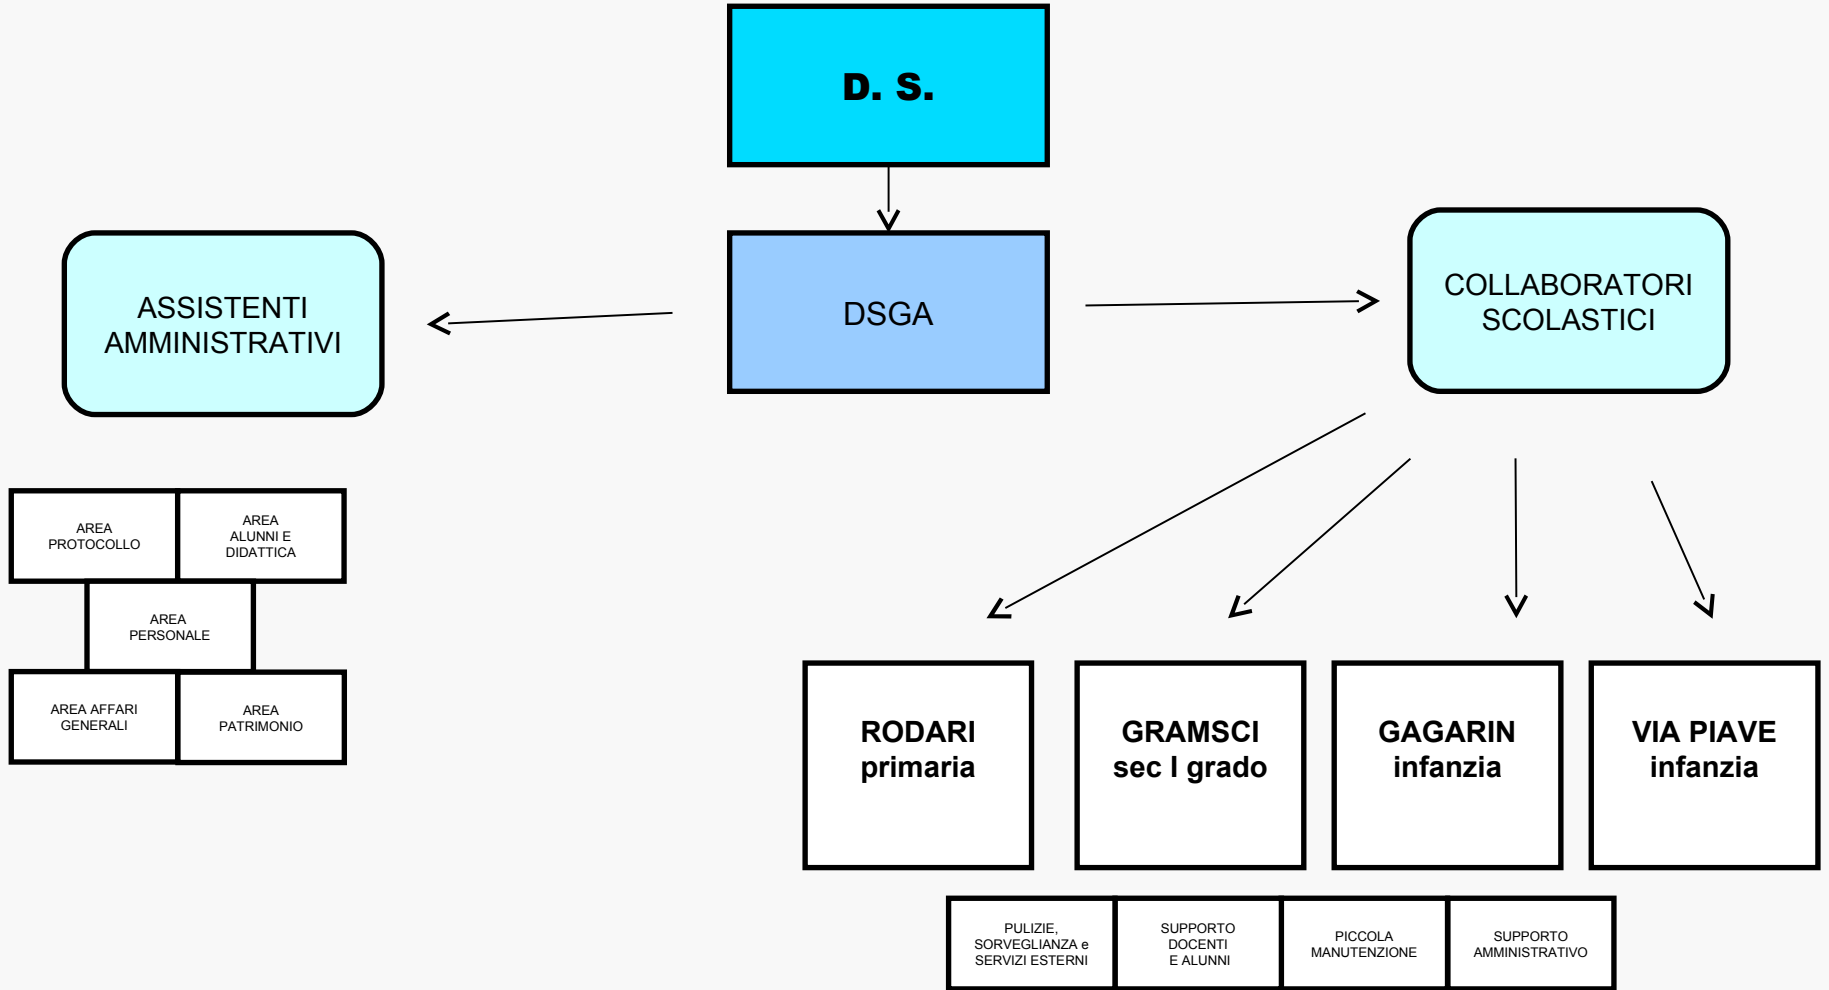 D. S.
DSGA
ASSISTENTI
AMMINISTRATIVI
COLLABORATORI
SCOLASTICI
AREA
PROTOCOLLO
AREA
ALUNNI E
DIDATTICA
AREA
PERSONALE
AREA AFFARI
GENERALI
AREA
PATRIMONIO
RODARI
primaria
GRAMSCI
sec I grado
GAGARIN
infanzia
VIA PIAVE
infanzia
PULIZIE,
SORVEGLIANZA e
SERVIZI ESTERNI
SUPPORTO
DOCENTI
E ALUNNI
PICCOLA
MANUTENZIONE
SUPPORTO
AMMINISTRATIVO